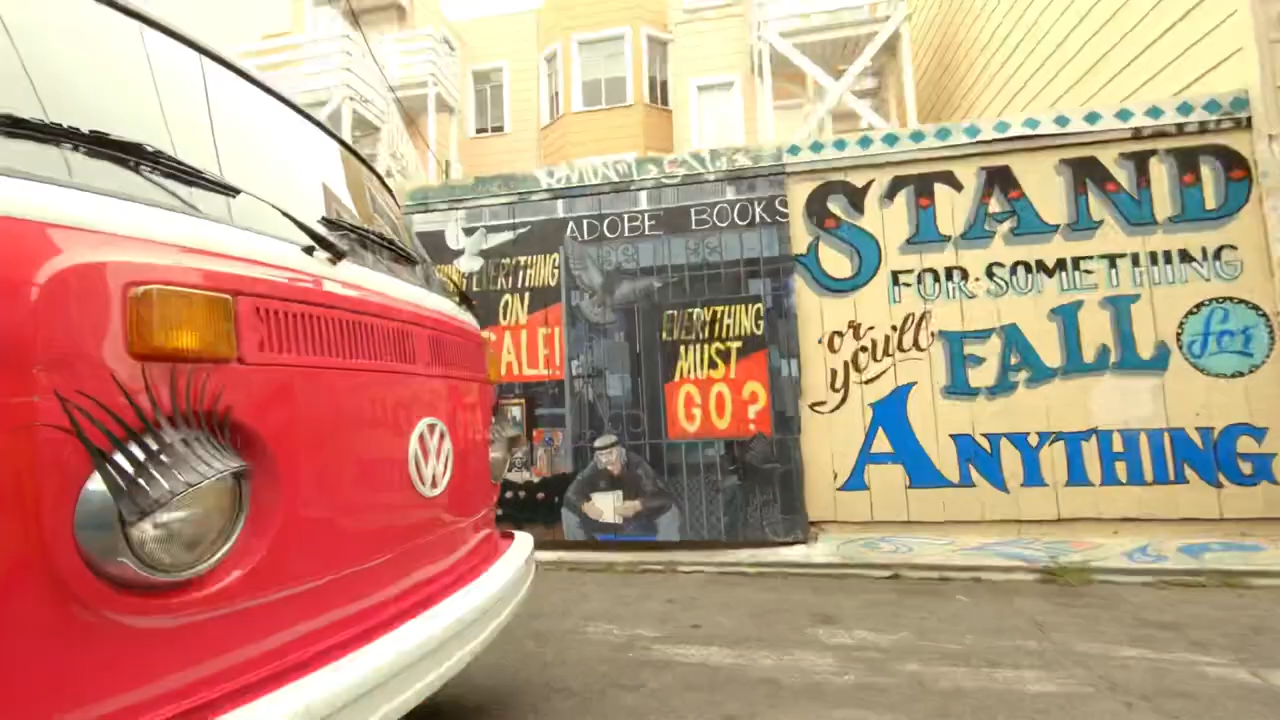 ADOBE BOOKS
EVERYTHING
ON
SALE!
EVERYTHING
MUST
GO?
STAND
FOR·SOMETHING
or
you'll
FALL
for
ANYTHING
VW